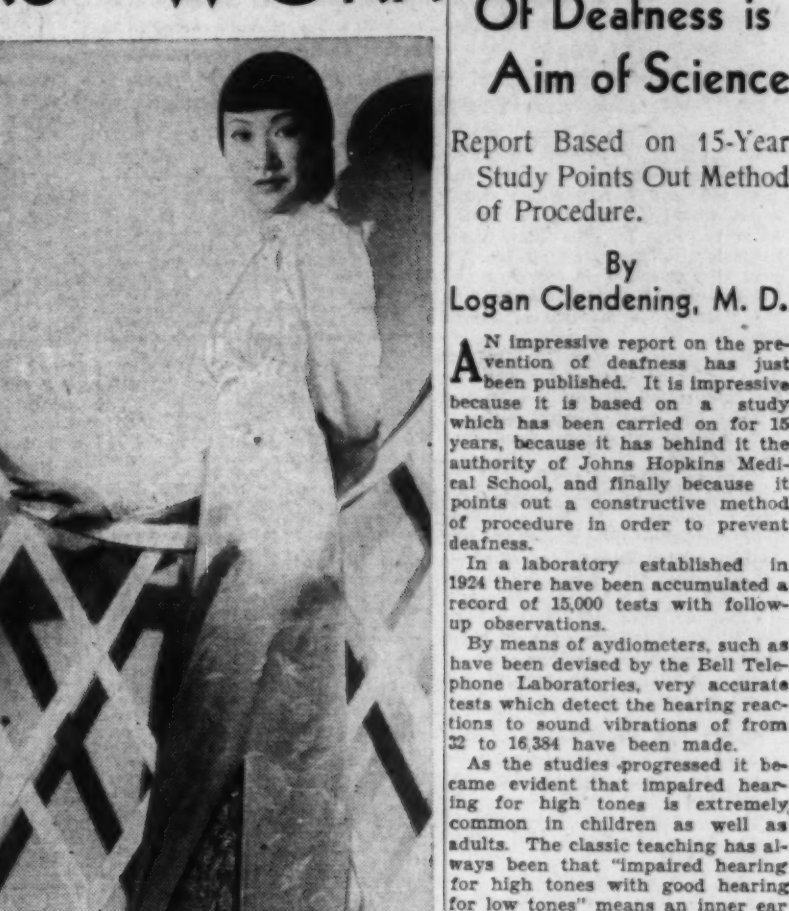 Of Deafness is
Aim of Science
Report Based on 15-Year
Study Points Out Method
of Procedure.
By
Logan Clendening, M. D.
AN impressive report on the pre-
vention of deafness has just
been published. It is impressive
because it is based on a study
which has been carried on for 15
years, because it has behind it the
authority of Johns Hopkins Medi-
cal School, and finally because it
points out a constructive method
of procedure in order to prevent
deafness.
In a laboratory established in
1924 there have been accumulated a
record of 15,000 tests with follow-
up observations.
By means of aydiometers, such as
have been devised by the Bell Tele-
phone Laboratories, very accurate
tests which detect the hearing reac-
tions to sound vibrations of from
32 to 16,384 have been made.
As the studies progressed it be-
came evident that impaired hear-
ing for high tones is extremely
common in children as well as
adults. The classic teaching has al-
ways been that "impaired hearing
for high tones with good hearing
for low tones" means an inner ear